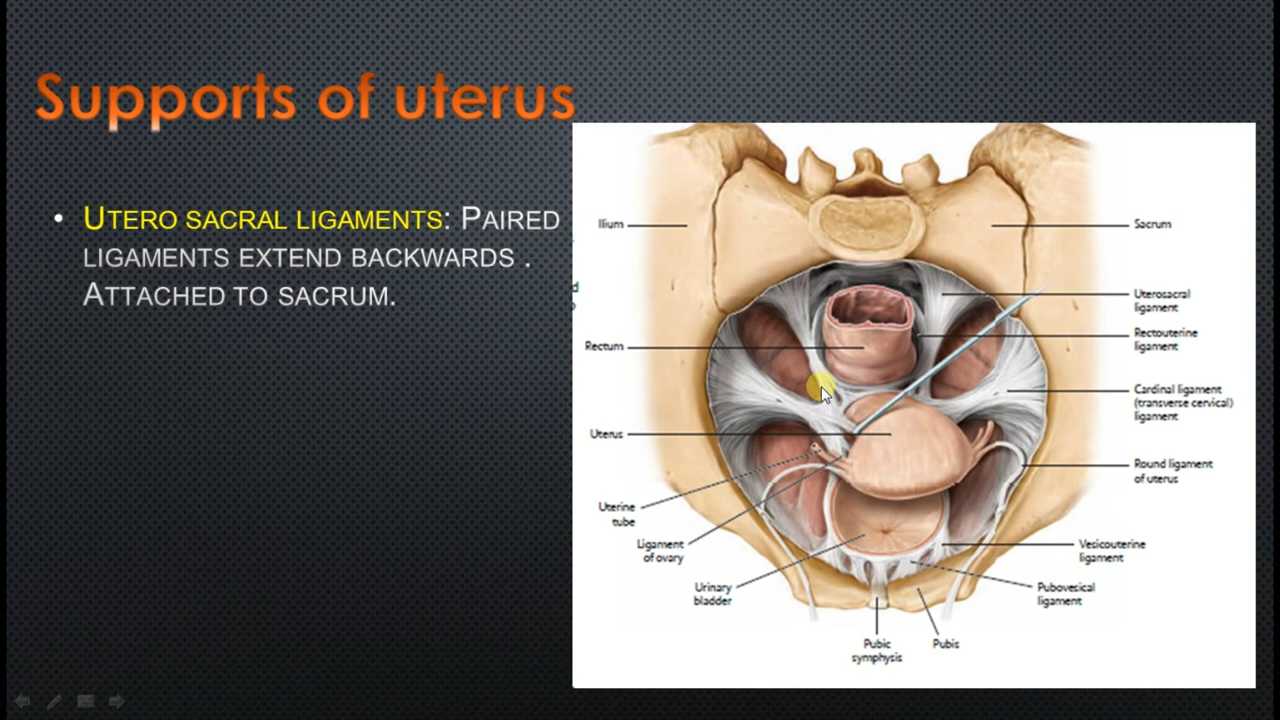 Supports of uterus
• UTERO SACRAL LIGAMENTS: PAIRED
LIGAMENTS EXTEND BACKWARDS .
ATTACHED TO SACRUM.
Ilium
Rectum
Uterus
Uterine
tube
Ligament
of ovary
Urinary
bladder
Pubic
symphysis
Pubis
Sacrum
Uterosacral
ligament
Rectouterine
ligament
Cardinal ligament
(transverse cervical)
ligament
Round ligament
of uterus
Vesicouterine
ligament
Pubovesical
ligament